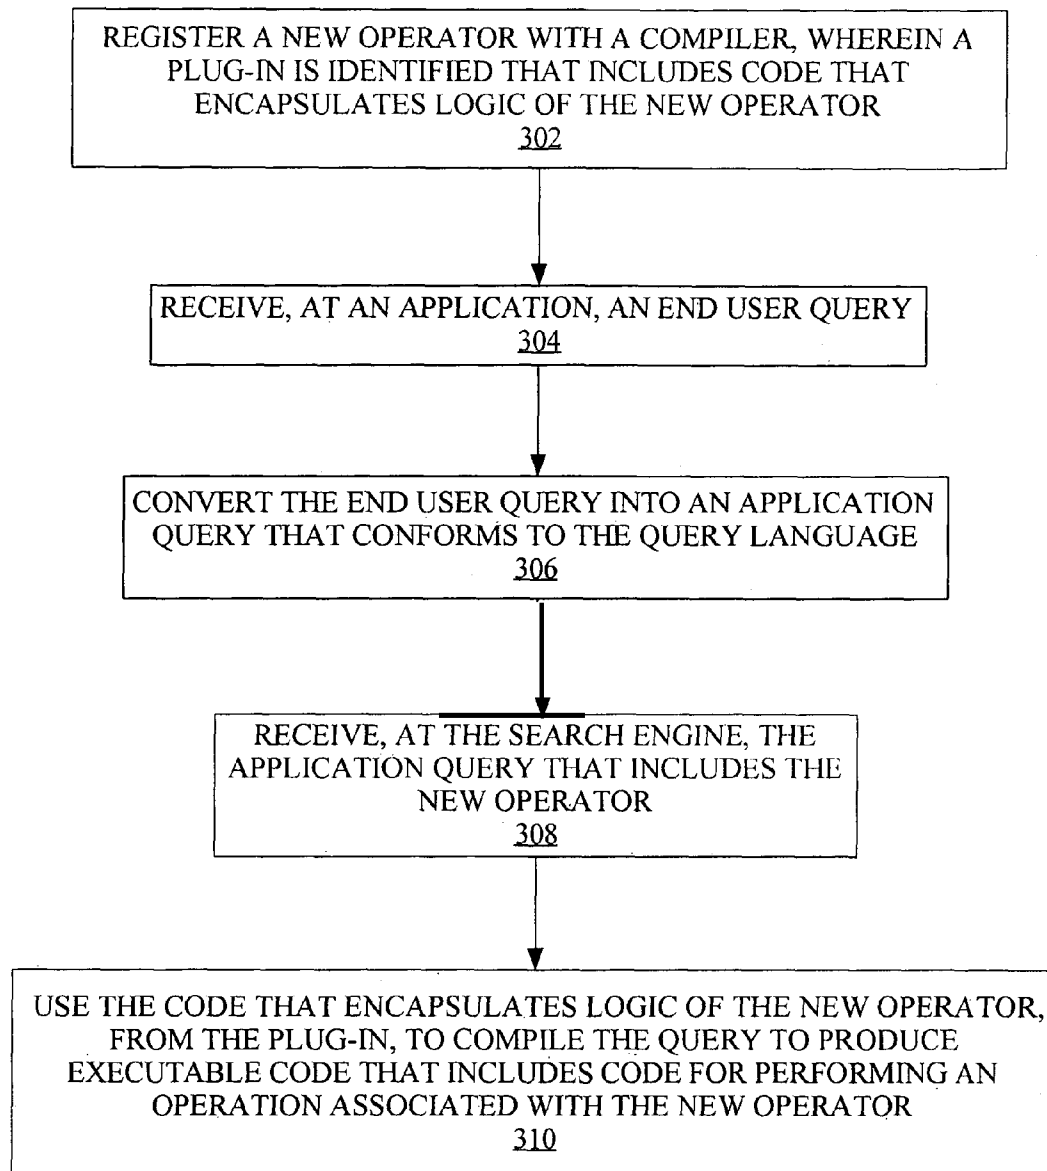 REGISTER A NEW OPERATOR WITH A COMPILER, WHEREIN A
PLUG-IN IS IDENTIFIED THAT INCLUDES CODE THAT
ENCAPSULATES LOGIC OF THE NEW OPERATOR
302
RECEIVE, AT AN APPLICATION, AN END USER QUERY
304
CONVERT THE END USER QUERY INTO AN APPLICATION
QUERY THAT CONFORMS TO THE QUERY LANGUAGE
306
RECEIVE, AT THE SEARCH ENGINE, THE
APPLICATION QUERY THAT INCLUDES THE
NEW OPERATOR
308
USE THE CODE THAT ENCAPSULATES LOGIC OF THE NEW OPERATOR,
FROM THE PLUG-IN, TO COMPILE THE QUERY TO PRODUCE
EXECUTABLE CODE THAT INCLUDES CODE FOR PERFORMING AN
OPERATION ASSOCIATED WITH THE NEW OPERATOR
310